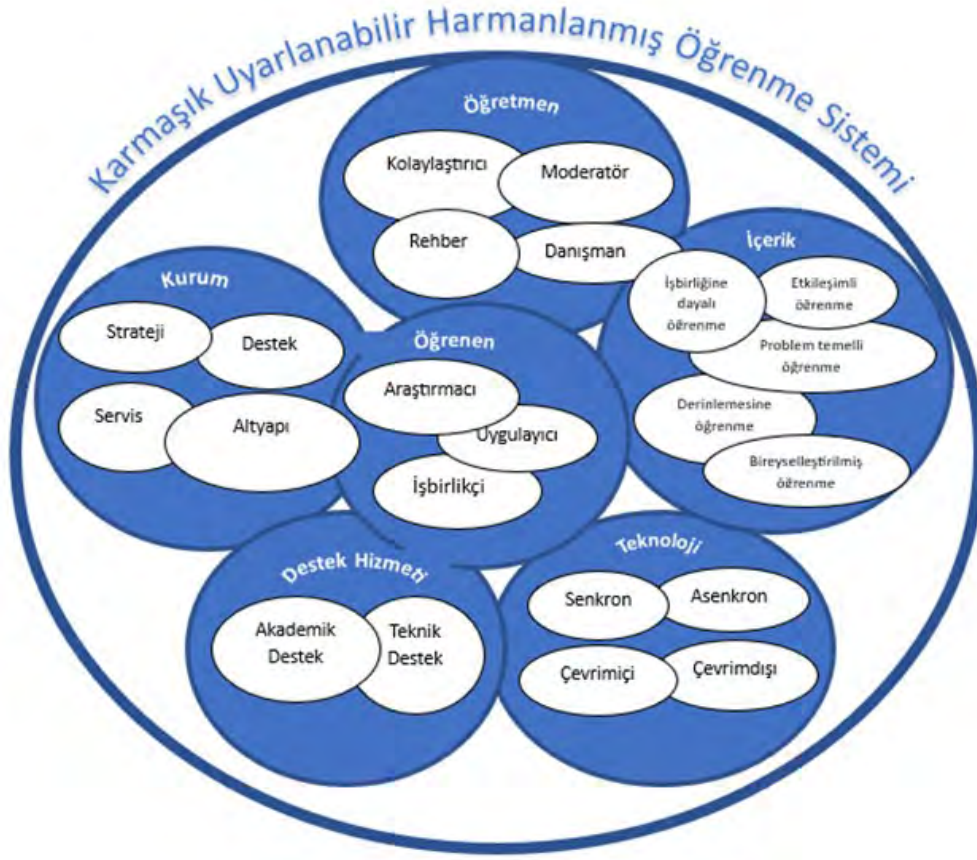 Karmaşık Uyarlanabilir Harmanlanmış Öğrenme Sistemi
Öğretmen
Kolaylaştırıcı
Moderatör
Rehber
Danışman
İçerik
İşbirliğine
dayalı
öğrenme
Etkileşimli
öğrenme
Problem temelli
öğrenme
Derinlemesine
öğrenme
Bireyselleştirilmiş
öğrenme
Kurum
Strateji
Destek
Servis
Altyapı
Öğrenen
Araştırmacı
Uygulayıcı
İşbirlikçi
Destek Hizmeti
Akademik
Destek
Teknik
Destek
Teknoloji
Senkron
Asenkron
Çevrimiçi
Çevrimdışı